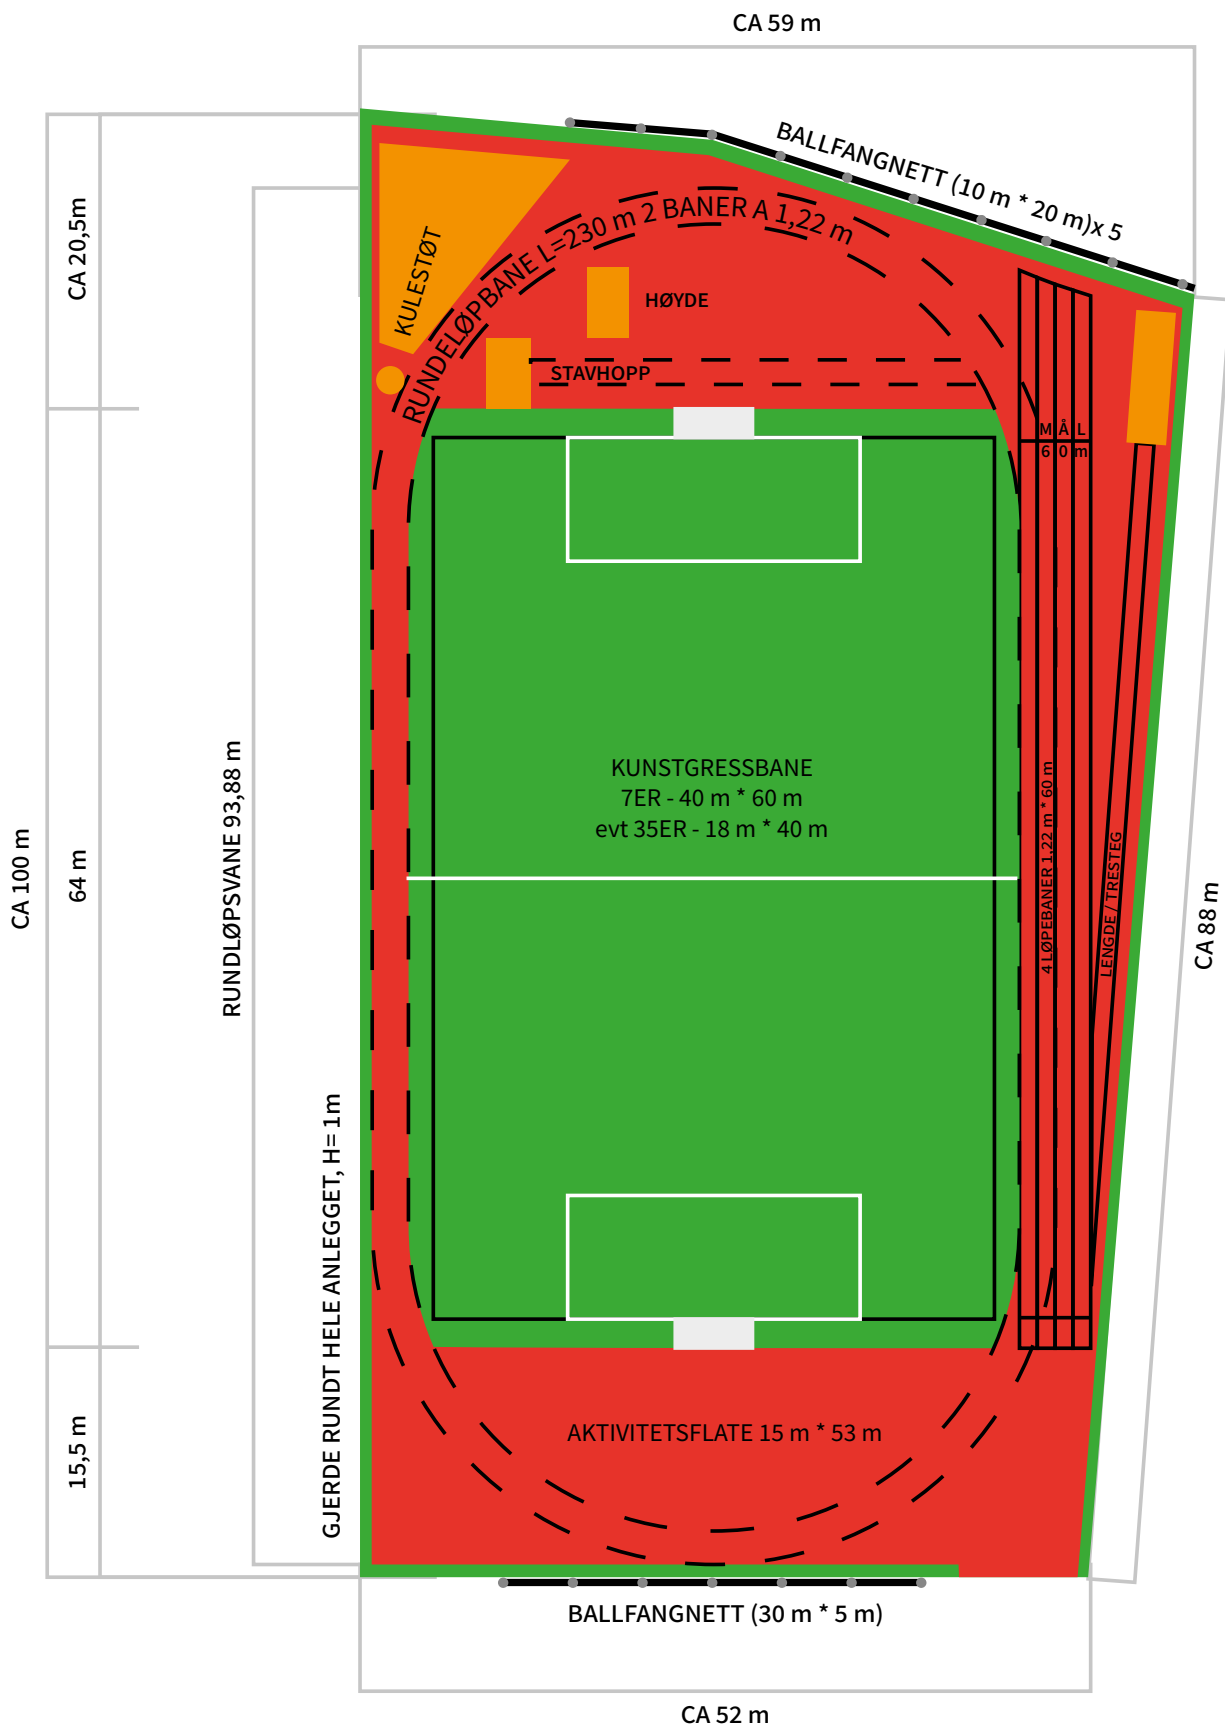 CA 59 m
BALLFANGNETT (10 m * 20 m)x 5
CA 20,5m
KULESTØT
RUNDELØPBANE L=230 m 2 BANER A 1,22 m
HØYDE
STAVHOPP
MÅL
60m
KUNSTGRESSBANE
7ER - 40 m * 60 m
evt 35ER - 18 m * 40 m
4 LØPEBANER 1,22 m * 60 m
LENGDE / TRESTEG
CA 88 m
CA 100 m
64 m
RUNDLØPSVANE 93,88 m
GJERDE RUNDT HELE ANLEGGET, H= 1m
15,5 m
AKTIVITETSFLATE 15 m * 53 m
BALLFANGNETT (30 m * 5 m)
CA 52 m